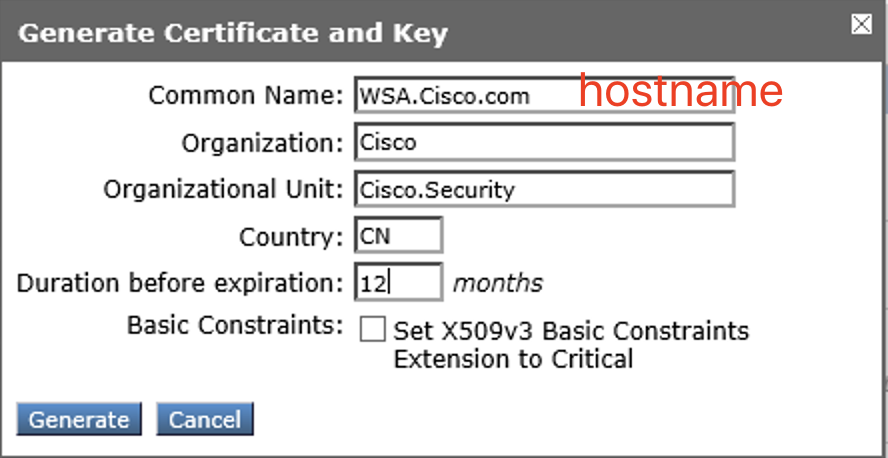 Generate Certificate and Key
Common Name: WSA.Cisco.com hostname
Organization: Cisco
Organizational Unit: Cisco.Security
Country: CN
Duration before expiration: 12 months
Basic Constraints: Set X509v3 Basic Constraints
Extension to Critical
Generate Cancel